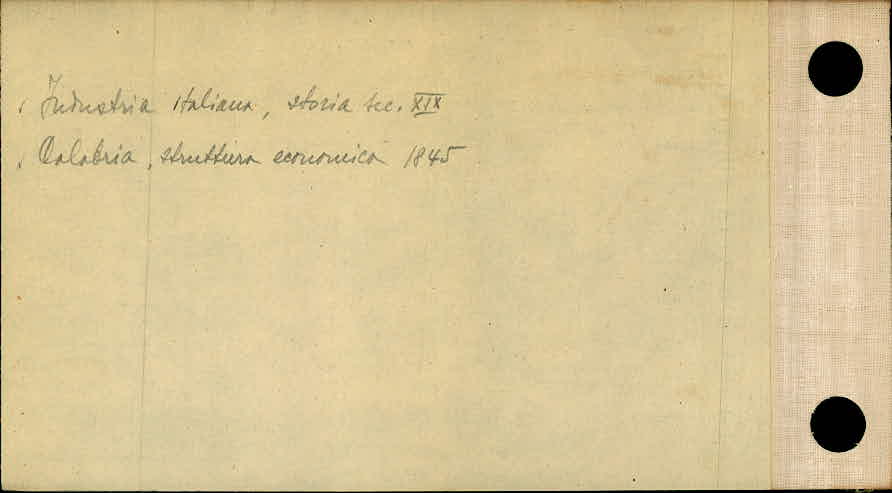 Industria italiana, storia sec. XIX
Calabria, struttura economica 1845